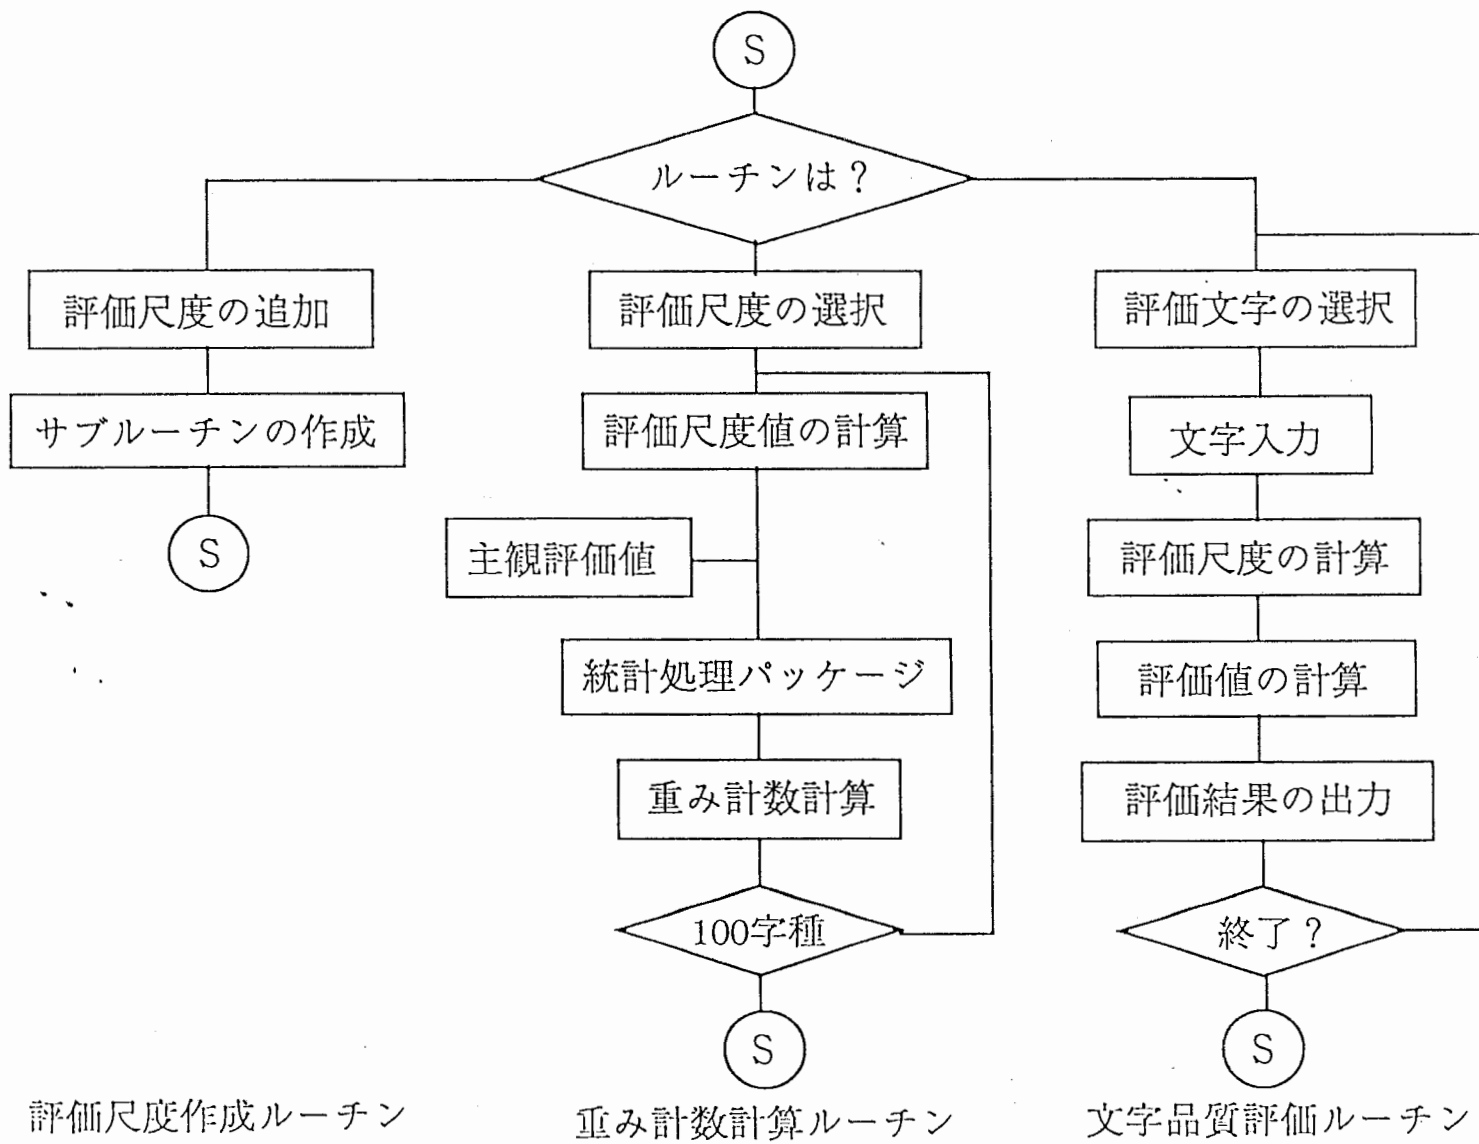 S
ルーチンは？
評価尺度の追加
サブルーチンの作成
S
評価尺度の選択
評価尺度値の計算
主観評価値
統計処理パッケージ
重み計数計算
100字種
S
評価文字の選択
文字入力
評価尺度の計算
評価値の計算
評価結果の出力
終了？
S
評価尺度作成ルーチン
重み計数計算ルーチン
文字品質評価ルーチン